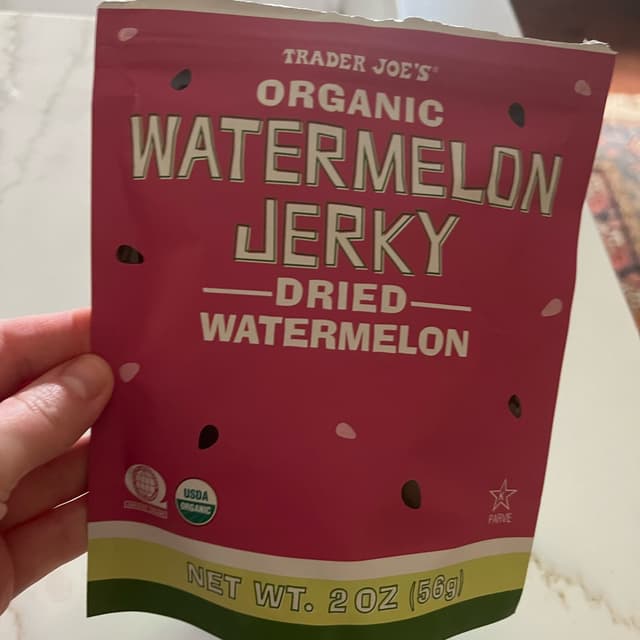 TRADER JOE'S®
ORGANIC
WATERMELON
JERKY
DRIED
WATERMELON
USDA
ORGANIC
K
PARVE
NET WT. 2 OZ (56g)